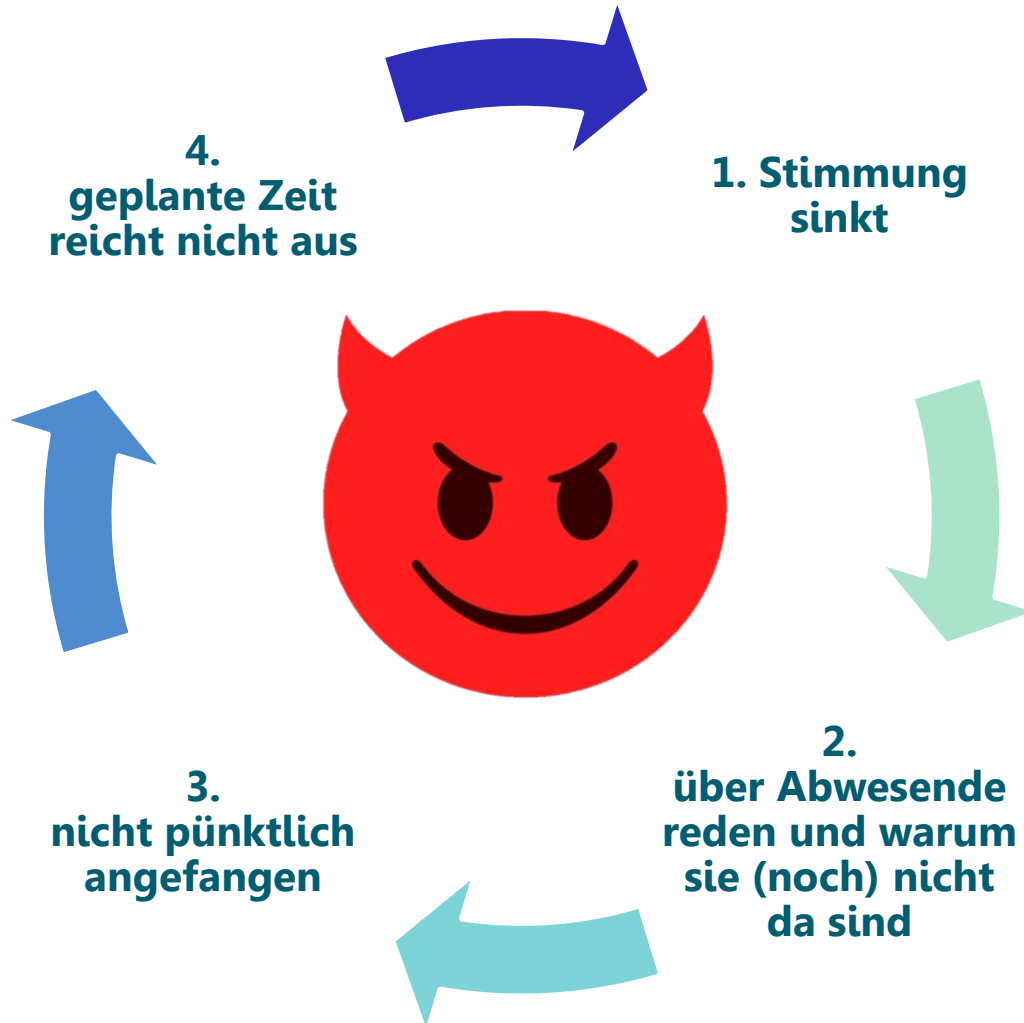 1. Stimmung
sinkt
2.
über Abwesende
reden und warum
sie (noch) nicht
da sind
3.
nicht pünktlich
angefangen
4.
geplante Zeit
reicht nicht aus